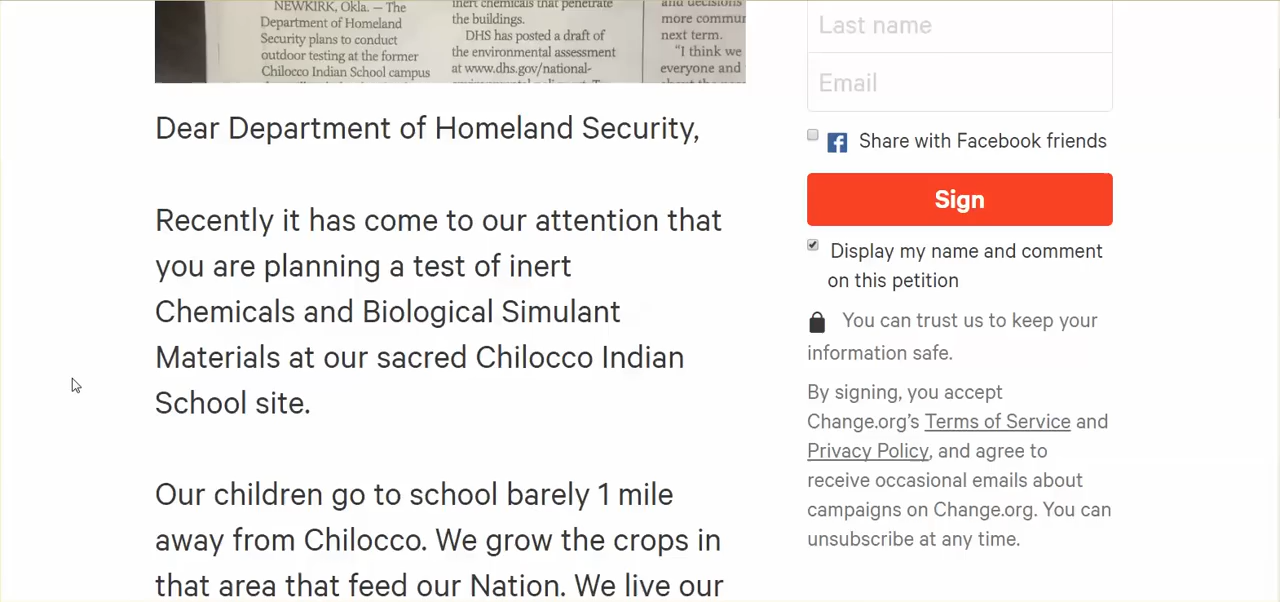 NEWKIRK, Okla. — The
Department of Homeland
Security plans to conduct
outdoor testing at the former
Chilocco Indian School campus
inert chemicals that penetrate
the buildings.
DHS has posted a draft of
the environmental assessment
at www.dhs.gov/national-
and decisions
more commun
next term.
"I think we
everyone and
Dear Department of Homeland Security,
Recently it has come to our attention that
you are planning a test of inert
Chemicals and Biological Simulant
Materials at our sacred Chilocco Indian
School site.
Our children go to school barely 1 mile
away from Chilocco. We grow the crops in
that area that feed our Nation. We live our
Last name
Email
Share with Facebook friends
Sign
Display my name and comment
on this petition
You can trust us to keep your
information safe.
By signing, you accept
Change.org's Terms of Service and
Privacy Policy, and agree to
receive occasional emails about
campaigns on Change.org. You can
unsubscribe at any time.